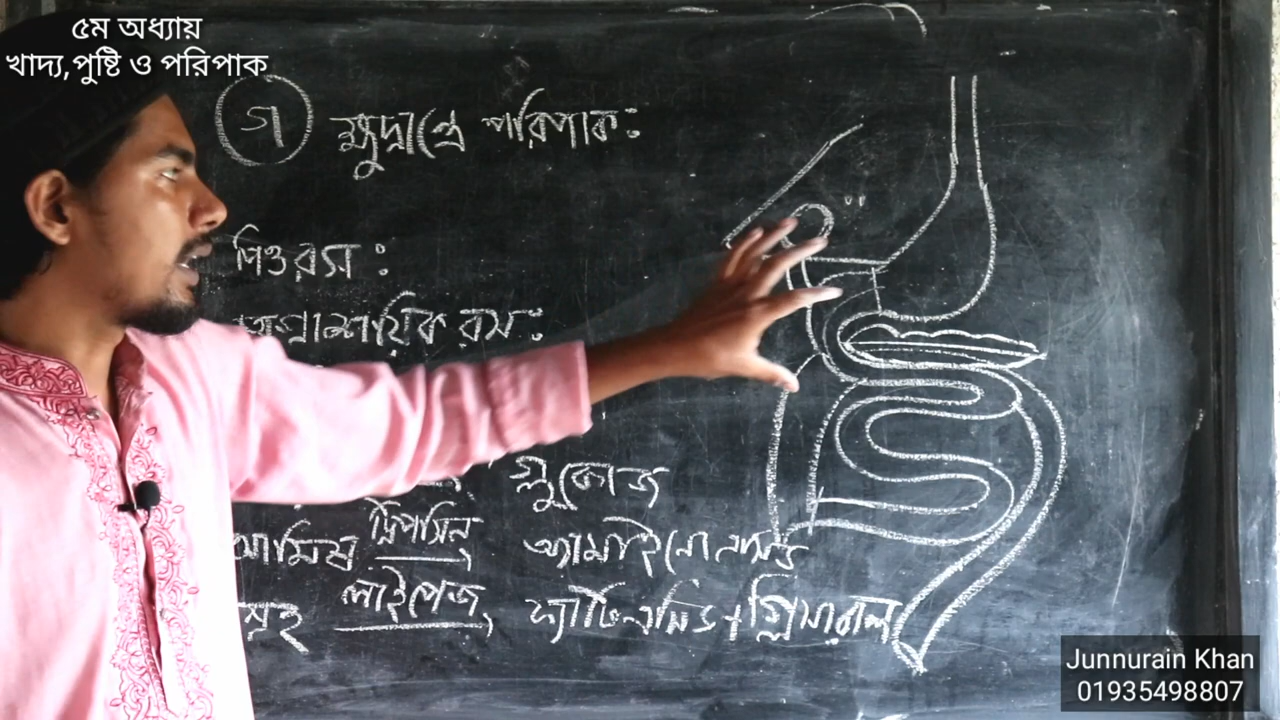 ৫ম অধ্যায়
খাদ্য,পুষ্টি ও পরিপাক
গ ক্ষুদ্রান্ত্রে পরিপাক:
পিত্তরস :
অগ্ন্যাশয়িক রস:
গ্লুকোজ
আমিষ ট্রিপসিন অ্যামাইনোএসিড
স্নেহ লাইপেজ ফ্যাটিএসিড + গ্লিসারল
Junnurain Khan
01935498807